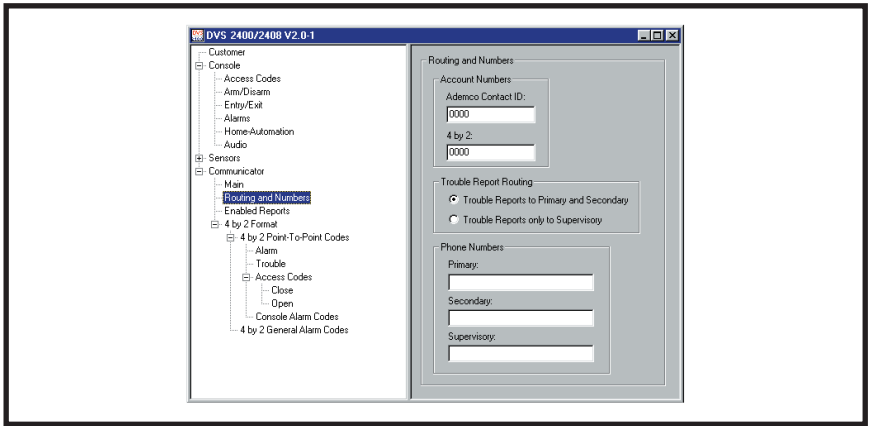 DVS 2400/2408 V2.0-1
Customer
Console
Access Codes
Arm/Disarm
Entry/Exit
Alarms
Home-Automation
Audio
Sensors
Communicator
Main
Routing and Numbers
Enabled Reports
4 by 2 Format
4 by 2 Point-To-Point Codes
Alarm
Trouble
Access Codes
Close
Open
Console Alarm Codes
4 by 2 General Alarm Codes
Routing and Numbers
Account Numbers
Ademco Contact ID:
0000
4 by 2:
0000
Trouble Report Routing
Trouble Reports to Primary and Secondary
Trouble Reports only to Supervisory
Phone Numbers
Primary:
Secondary:
Supervisory: